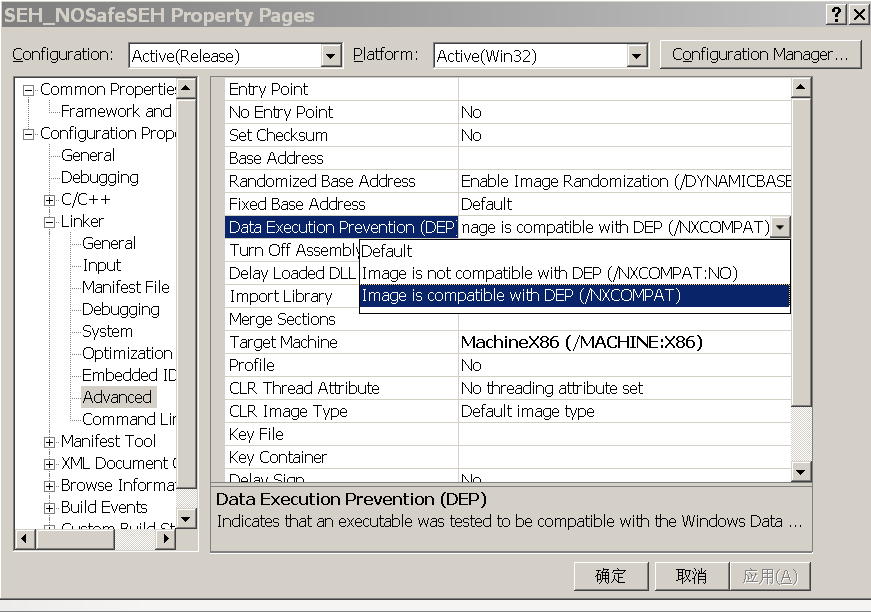 SEH_NOSafeSEH Property Pages
Configuration: Active(Release) Platform: Active(Win32) Configuration Manager...
Common Propertie
Framework and
Configuration Prop
General
Debugging
C/C++
Linker
General
Input
Manifest File
Debugging
System
Optimization
Embedded ID
Advanced
Command Lin
Manifest Tool
XML Document
Browse Informa
Build Events
Custom Build St
Entry Point
No Entry Point No
Set Checksum No
Base Address
Randomized Base Address Enable Image Randomization (/DYNAMICBASE
Fixed Base Address Default
Data Execution Prevention (DEP) mage is compatible with DEP (/NXCOMPAT)
Turn Off Assembly
Default
Delay Loaded DLL
Image is not compatible with DEP (/NXCOMPAT:NO)
Import Library
Image is compatible with DEP (/NXCOMPAT)
Merge Sections
Target Machine MachineX86 (/MACHINE:X86)
Profile No
CLR Thread Attribute No threading attribute set
CLR Image Type Default image type
Key File
Key Container
Delay Sign No
Data Execution Prevention (DEP)
Indicates that an executable was tested to be compatible with the Windows Data ...
确定 取消 应用(A)